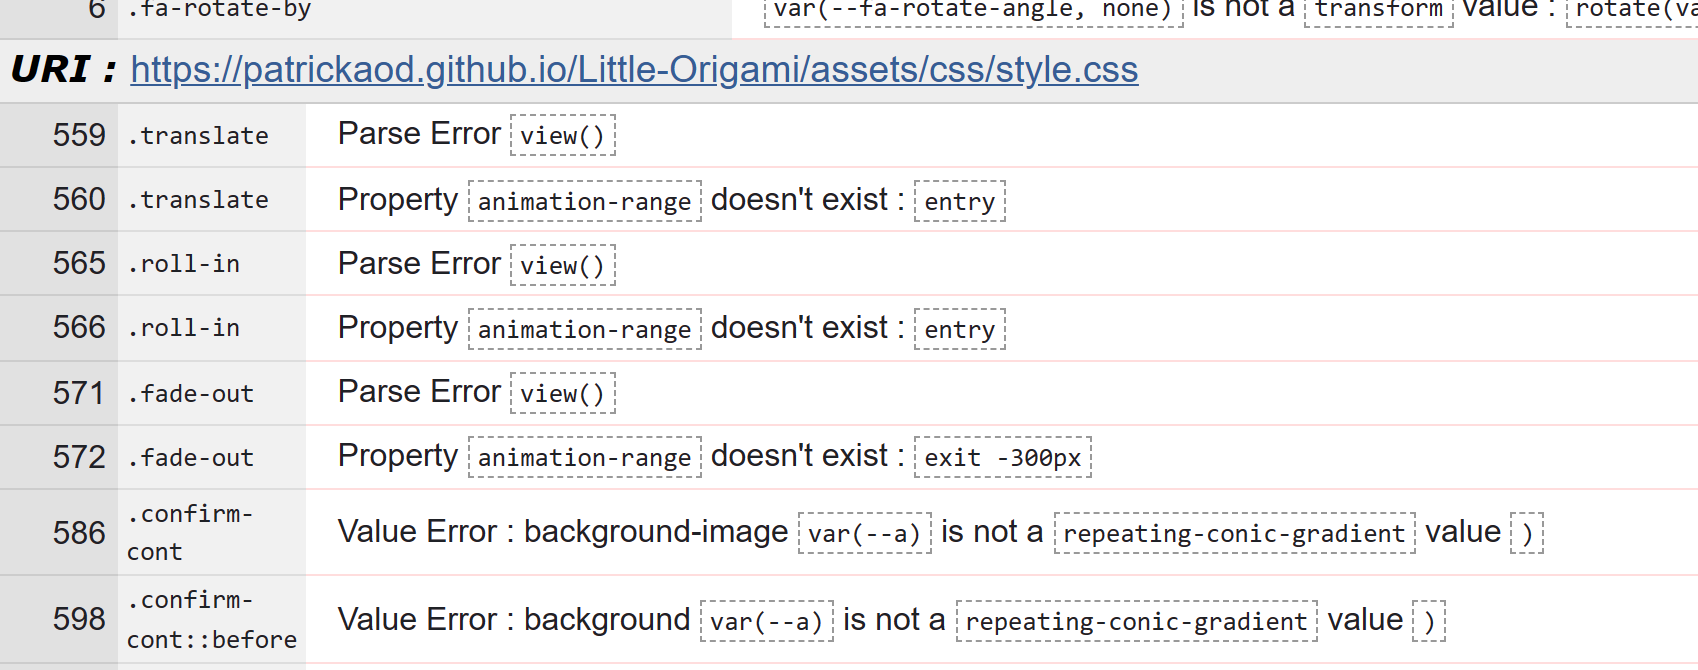 6 .fa-rotate-by var(--fa-rotate-angle, none) is not a transform value : rotate(va
URI : https://patrickaod.github.io/Little-Origami/assets/css/style.css
559 .translate Parse Error view()
560 .translate Property animation-range doesn't exist : entry
565 .roll-in Parse Error view()
566 .roll-in Property animation-range doesn't exist : entry
571 .fade-out Parse Error view()
572 .fade-out Property animation-range doesn't exist : exit -300px
586 .confirm-
cont Value Error : background-image var(--a) is not a repeating-conic-gradient value )
598 .confirm-
cont::before Value Error : background var(--a) is not a repeating-conic-gradient value )